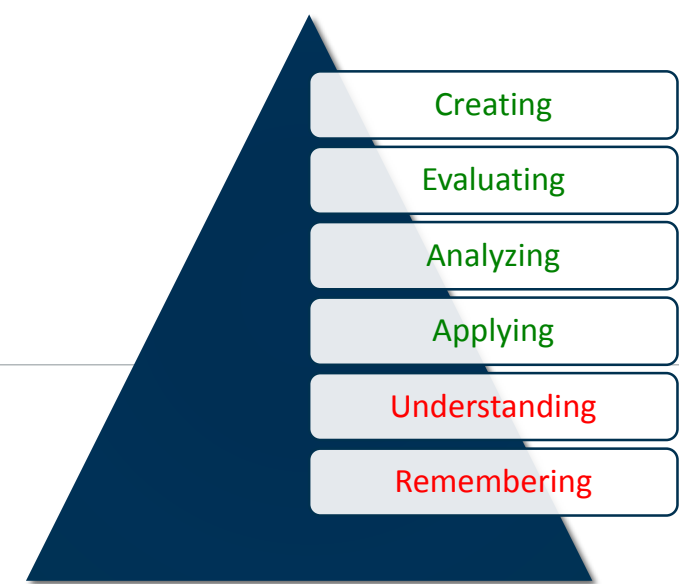 Creating
Evaluating
Analyzing
Applying
Understanding
Remembering